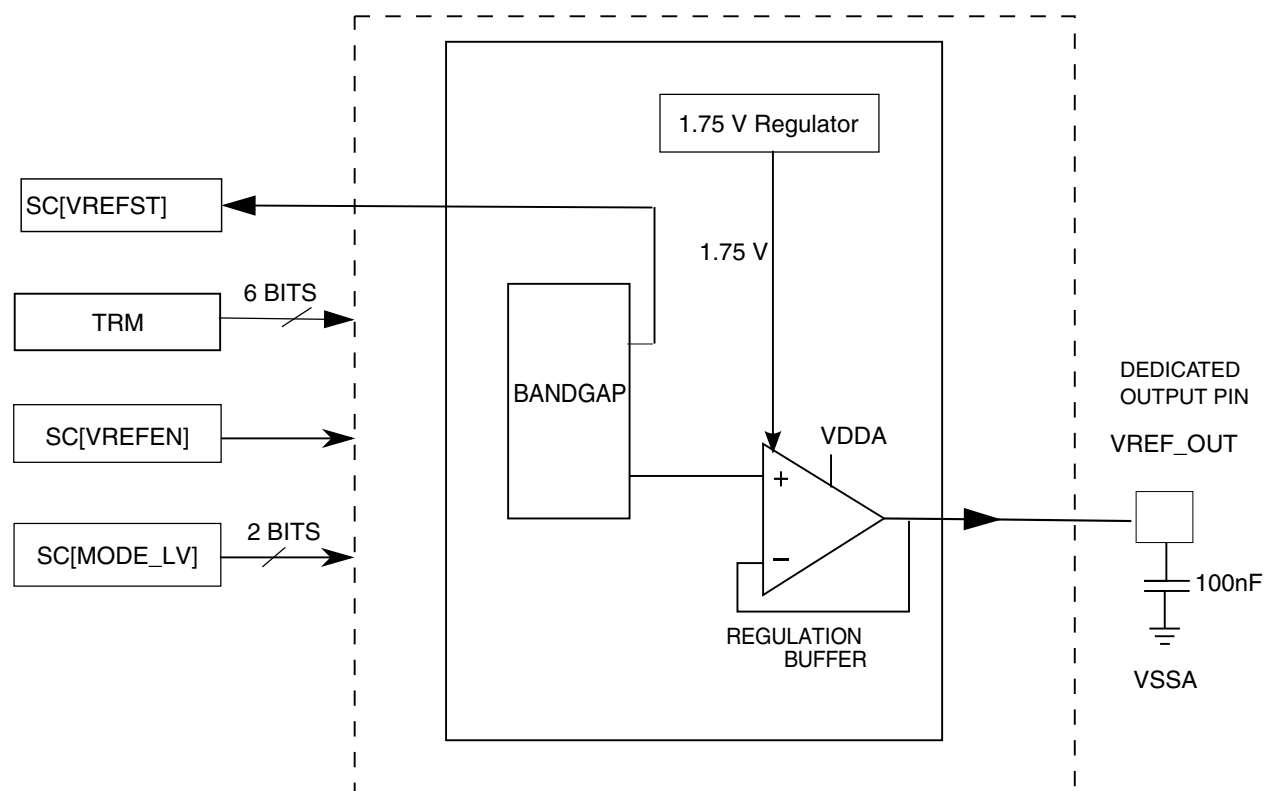 1.75 V Regulator
SC[VREFST]
1.75 V
6 BITS
TRM
BANDGAP
DEDICATED
OUTPUT PIN
SC[VREFEN]
VDDA
VREF_OUT
+
2 BITS
SC[MODE_LV]
–
100nF
REGULATION
BUFFER
VSSA